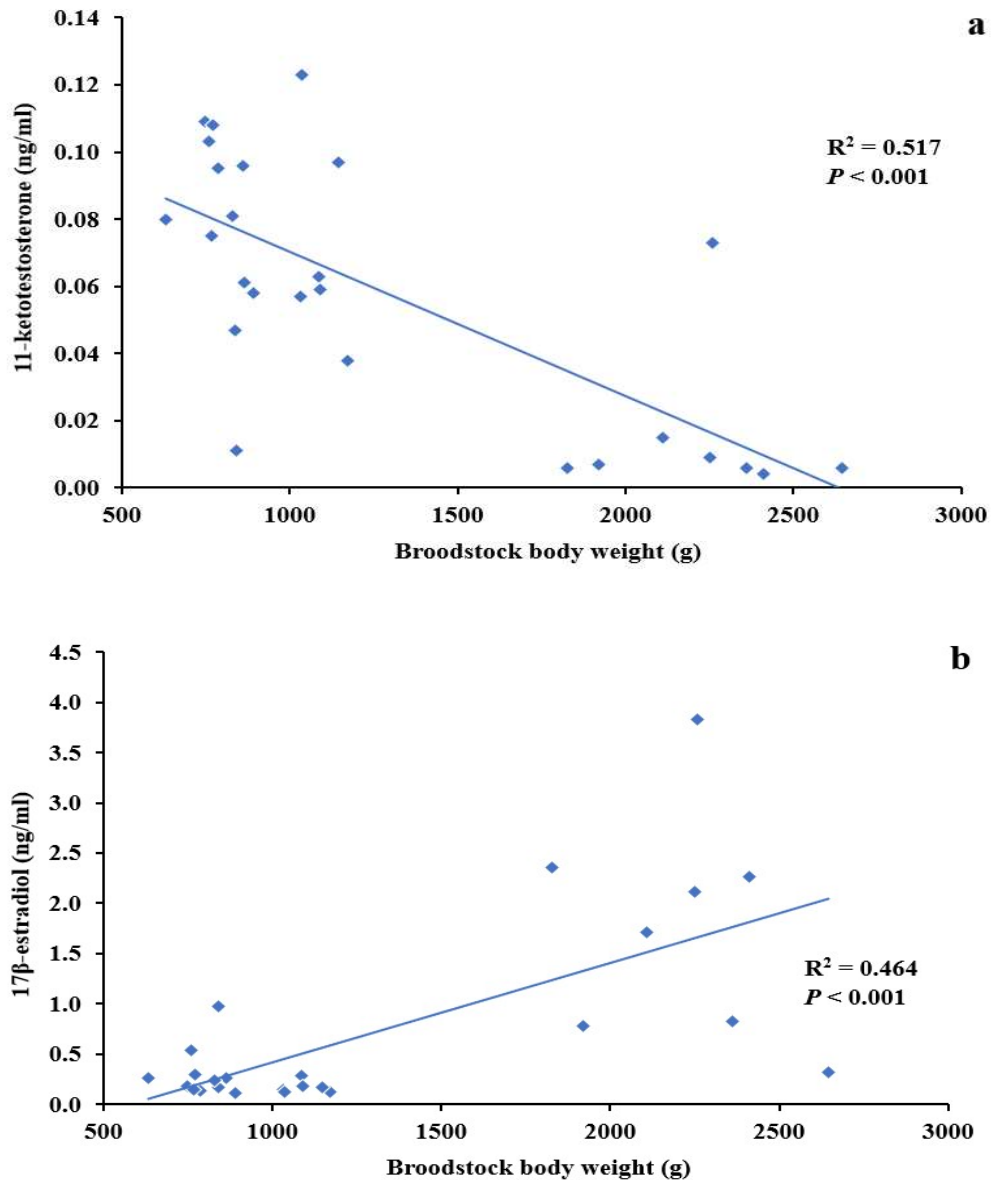 a
0.14
0.12
0.10
0.08
0.06
0.04
0.02
0.00
11-ketotestosterone (ng/ml)
R² = 0.517
P < 0.001
500 1000 1500 2000 2500 3000
Broodstock body weight (g)
b
4.5
4.0
3.5
3.0
2.5
2.0
1.5
1.0
0.5
0.0
17β-estradiol (ng/ml)
R² = 0.464
P < 0.001
500 1000 1500 2000 2500 3000
Broodstock body weight (g)